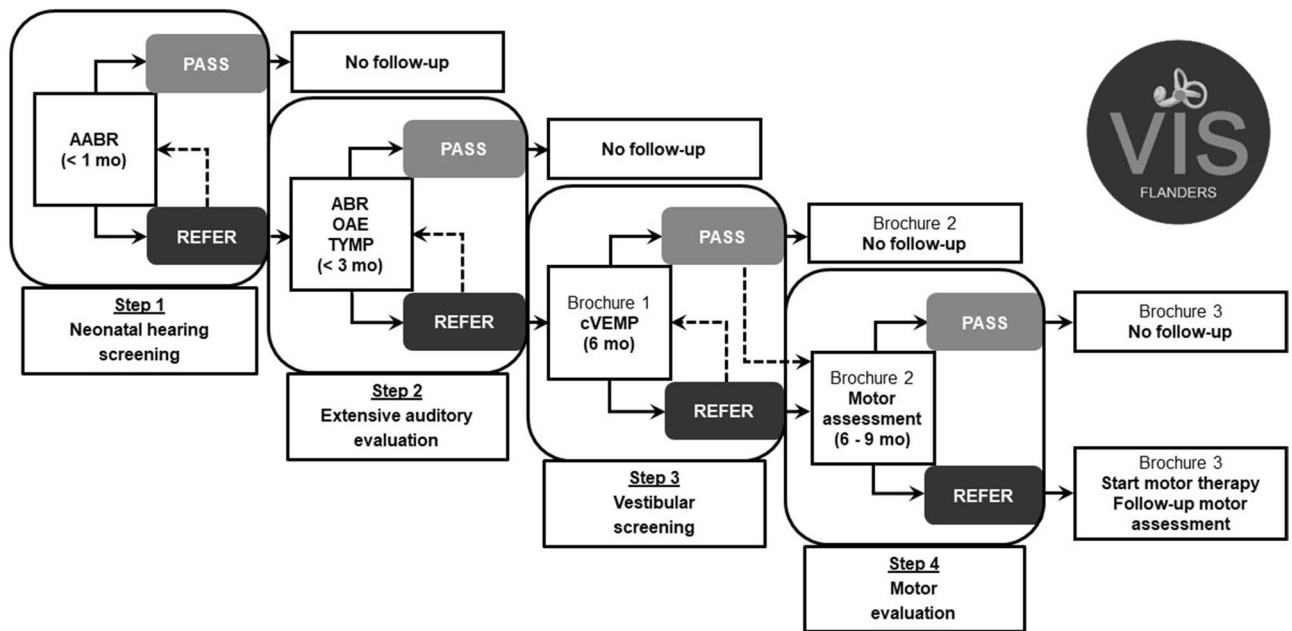 PASS
No follow-up
AABR
(< 1 mo)
REFER
Step 1
Neonatal hearing
screening
PASS
No follow-up
ABR
OAE
TYMP
(< 3 mo)
REFER
Step 2
Extensive auditory
evaluation
PASS
Brochure 2
No follow-up
Brochure 1
cVEMP
(6 mo)
REFER
Step 3
Vestibular
screening
PASS
Brochure 3
No follow-up
Brochure 2
Motor
assessment
(6 - 9 mo)
REFER
Brochure 3
Start motor therapy
Follow-up motor
assessment
Step 4
Motor
evaluation
VIS
FLANDERS